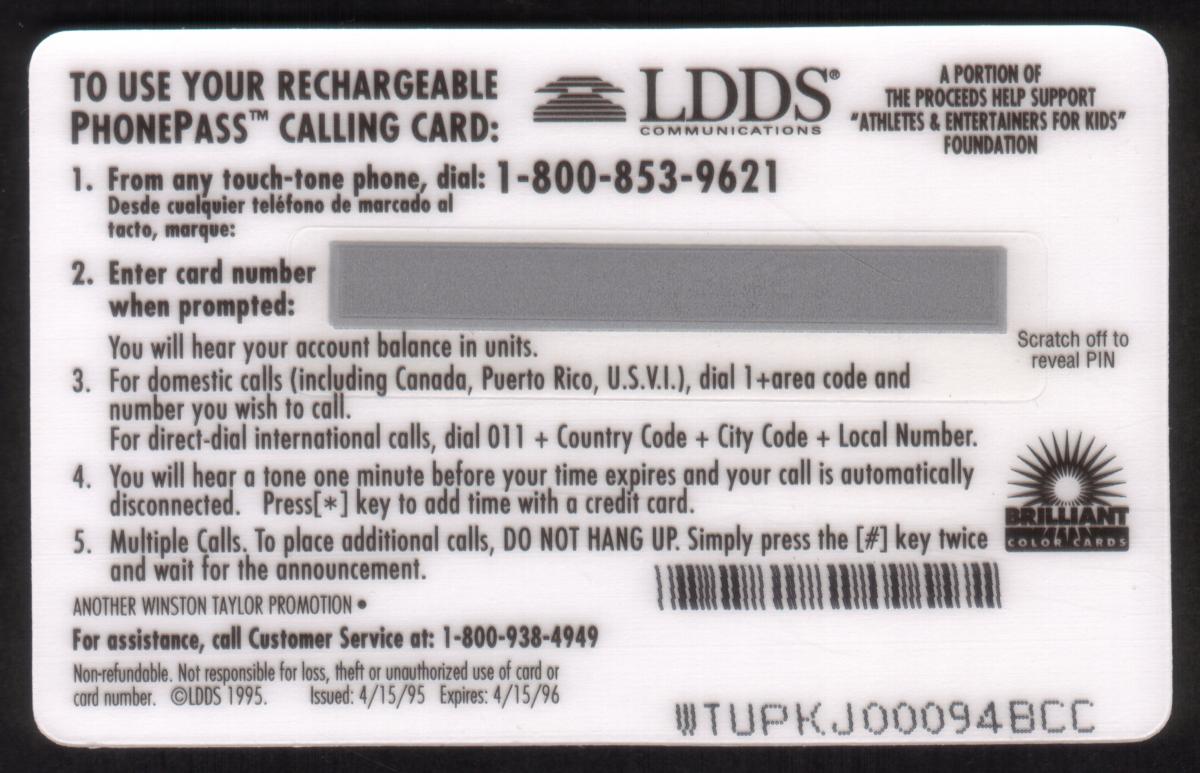 TO USE YOUR RECHARGEABLE
PHONEPASS™ CALLING CARD:
LDDS®
COMMUNICATIONS
A PORTION OF
THE PROCEEDS HELP SUPPORT
"ATHLETES & ENTERTAINERS FOR KIDS"
FOUNDATION
1. From any touch-tone phone, dial: 1-800-853-9621
Desde cualquier teléfono de marcado al
tacto, marque:
2. Enter card number
when prompted:
Scratch off to
reveal PIN
You will hear your account balance in units.
3. For domestic calls (including Canada, Puerto Rico, U.S.V.I.), dial 1+area code and
number you wish to call.
For direct-dial international calls, dial 011 + Country Code + City Code + Local Number.
4. You will hear a tone one minute before your time expires and your call is automatically
disconnected. Press[*] key to add time with a credit card.
5. Multiple Calls. To place additional calls, DO NOT HANG UP. Simply press the [#] key twice
and wait for the announcement.
BRILLIANT
COLOR CARDS
ANOTHER WINSTON TAYLOR PROMOTION •
For assistance, call Customer Service at: 1-800-938-4949
Non-refundable. Not responsible for loss, theft or unauthorized use of card or
card number. ©LDDS 1995. Issued: 4/15/95 Expires: 4/15/96
WTUPKJ00094BCC